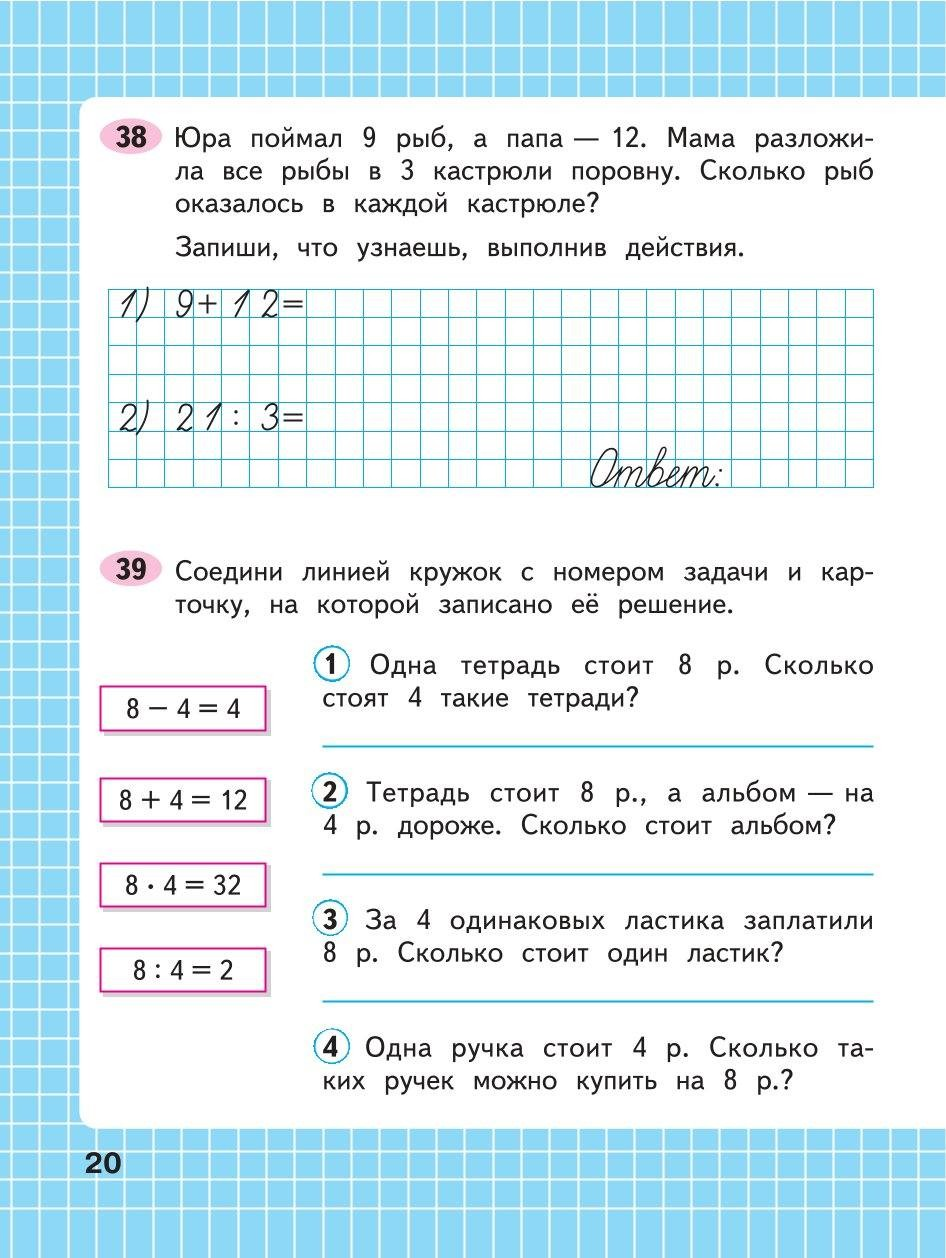 38 Юра поймал 9 рыб, а папа — 12. Мама разложи-
ла все рыбы в 3 кастрюли поровну. Сколько рыб
оказалось в каждой кастрюле?
Запиши, что узнаешь, выполнив действия.
1) 9+12=
2) 21:3=
Ответ:
39 Соедини линией кружок с номером задачи и кар-
точку, на которой записано её решение.
8 − 4 = 4
8 + 4 = 12
8 · 4 = 32
8 : 4 = 2
1 Одна тетрадь стоит 8 р. Сколько
стоят 4 такие тетради?
2 Тетрадь стоит 8 р., а альбом — на
4 р. дороже. Сколько стоит альбом?
3 За 4 одинаковых ластика заплатили
8 р. Сколько стоит один ластик?
4 Одна ручка стоит 4 р. Сколько та-
ких ручек можно купить на 8 р.?
20